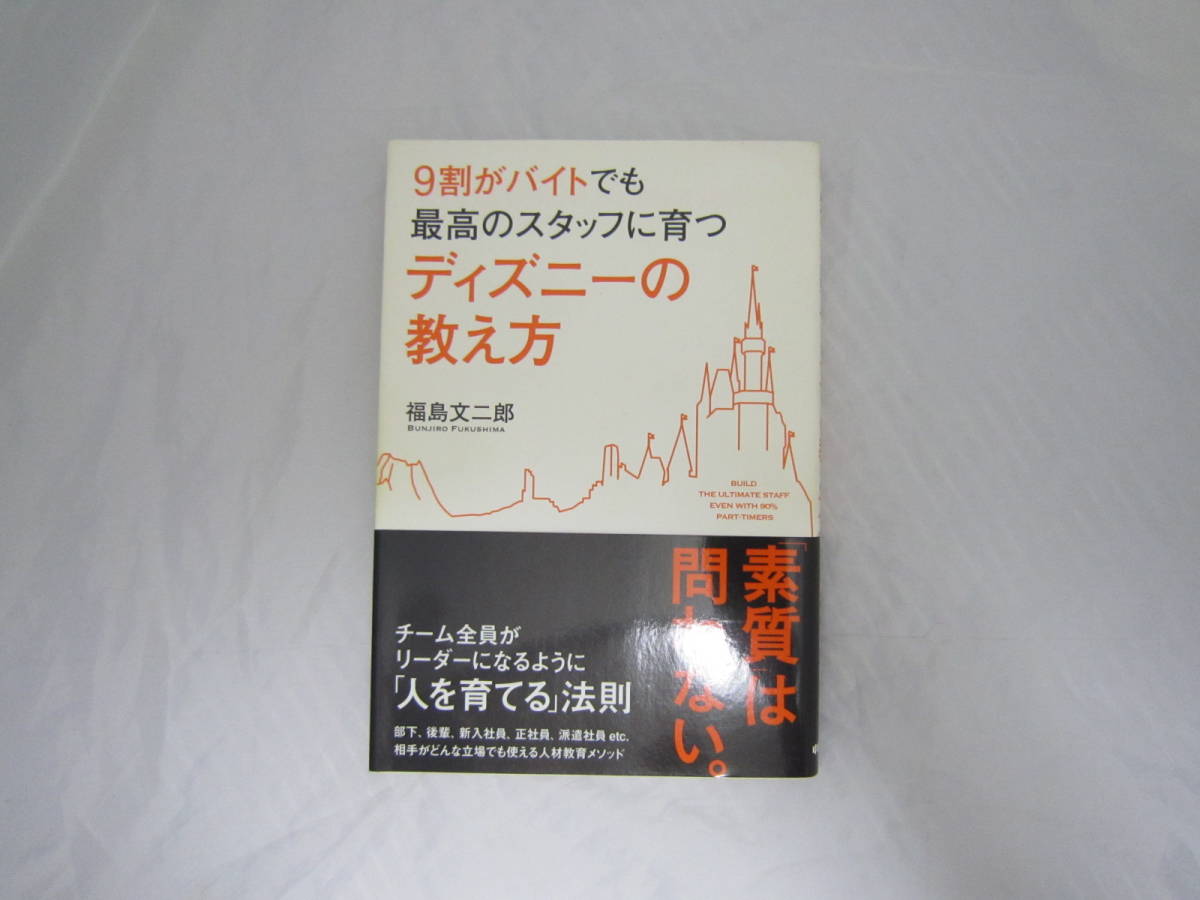 9割がバイトでも
最高のスタッフに育つ
ディズニーの
教え方
福島文二郎
BUNJIRO FUKUSHIMA
BUILD
THE ULTIMATE STAFF
EVEN WITH 90%
PART-TIMERS
「素質」は
問わない。
チーム全員が
リーダーになるように
「人を育てる」法則
部下、後輩、新入社員、正社員、派遣社員 etc.
相手がどんな立場でも使える人材教育メソッド